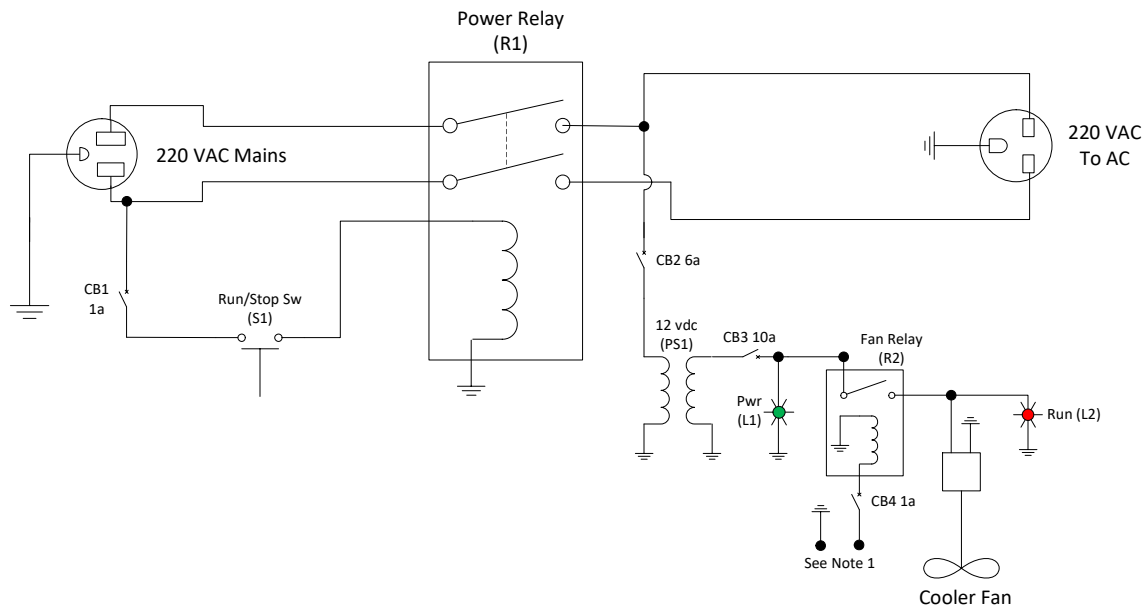 Power Relay
(R1)
220 VAC Mains
220 VAC
To AC
CB1
1a
Run/Stop Sw
(S1)
CB2 6a
12 vdc
(PS1)
CB3 10a
Fan Relay
(R2)
Pwr
(L1)
Run (L2)
CB4 1a
See Note 1
Cooler Fan